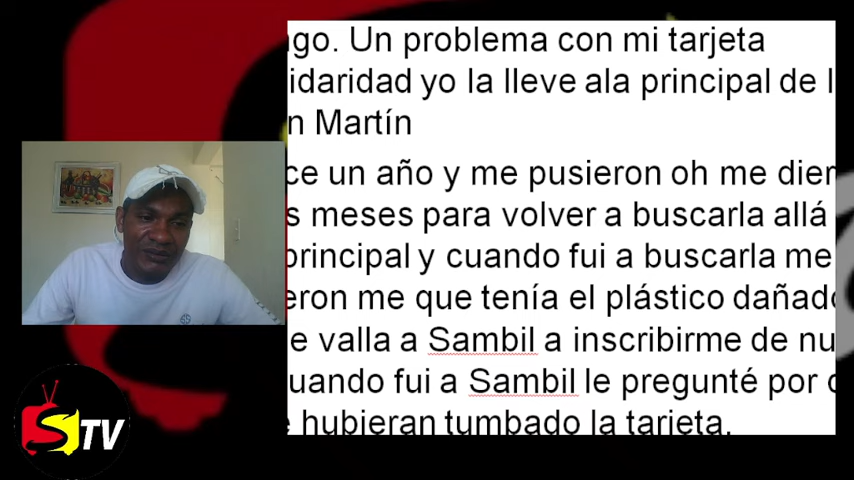 ngo. Un problema con mi tarjeta
idaridad yo la lleve ala principal de l
n Martín
ce un año y me pusieron oh me dier
s meses para volver a buscarla allá
principal y cuando fui a buscarla me
eron me que tenía el plástico dañado
e valla a Sambil a inscribirme de nu
uando fui a Sambil le pregunté por
e hubieran tumbado la tarjeta.
STV